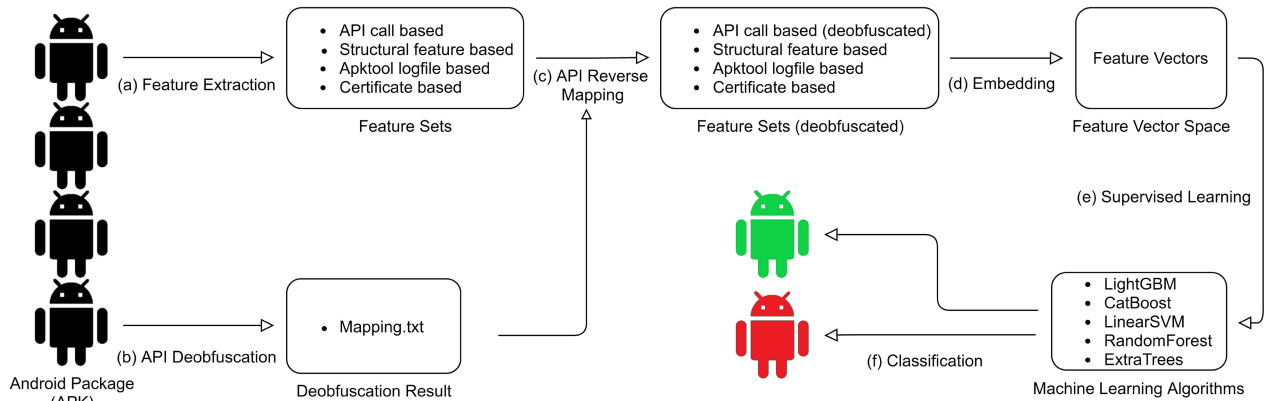 • API call based
• Structural feature based
• Apktool logfile based
• Certificate based
(a) Feature Extraction
Feature Sets
(c) API Reverse
Mapping
• API call based (deobfuscated)
• Structural feature based
• Apktool logfile based
• Certificate based
Feature Sets (deobfuscated)
(d) Embedding
Feature Vectors
Feature Vector Space
(e) Supervised Learning
• Mapping.txt
(b) API Deobfuscation
Deobfuscation Result
Android Package
(APK)
• LightGBM
• CatBoost
• LinearSVM
• RandomForest
• ExtraTrees
(f) Classification
Machine Learning Algorithms